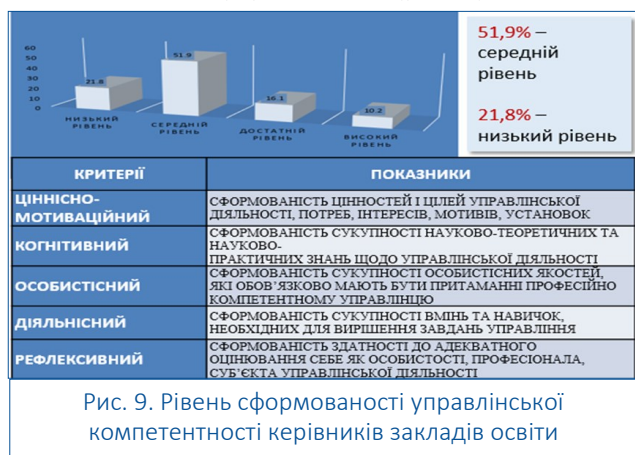 60
50
40
30
20
10
0
21.8
51.9
16.1
10.2
НИЗЬКИЙ
РІВЕНЬ
СЕРЕДНІЙ
РІВЕНЬ
ДОСТАТНІЙ
РІВЕНЬ
ВИСОКИЙ
РІВЕНЬ
51,9% –
середній
рівень
21,8% –
низький рівень
КРИТЕРІЇ
ПОКАЗНИКИ
ЦІННІСНО-
МОТИВАЦІЙНИЙ
СФОРМОВАНІСТЬ ЦІННОСТЕЙ І ЦІЛЕЙ УПРАВЛІНСЬКОЇ
ДІЯЛЬНОСТІ, ПОТРЕБ, ІНТЕРЕСІВ, МОТИВІВ, УСТАНОВОК
КОГНІТИВНИЙ
СФОРМОВАНІСТЬ СУКУПНОСТІ НАУКОВО-ТЕОРЕТИЧНИХ ТА
НАУКОВО-
ПРАКТИЧНИХ ЗНАНЬ ЩОДО УПРАВЛІНСЬКОЇ ДІЯЛЬНОСТІ
ОСОБИСТІСНИЙ
СФОРМОВАНІСТЬ СУКУПНОСТІ ОСОБИСТІСНИХ ЯКОСТЕЙ,
ЯКІ ОБОВ'ЯЗКОВО МАЮТЬ БУТИ ПРИТАМАННІ ПРОФЕСІЙНО
КОМПЕТЕНТНОМУ УПРАВЛІНЦЮ
ДІЯЛЬНІСНИЙ
СФОРМОВАНІСТЬ СУКУПНОСТІ ВМІНЬ ТА НАВИЧОК,
НЕОБХІДНИХ ДЛЯ ВИРІШЕННЯ ЗАВДАНЬ УПРАВЛІННЯ
РЕФЛЕКСИВНИЙ
СФОРМОВАНІСТЬ ЗДАТНОСТІ ДО АДЕКВАТНОГО
ОЦІНЮВАННЯ СЕБЕ ЯК ОСОБИСТОСТІ, ПРОФЕСІОНАЛА,
СУБ'ЄКТА УПРАВЛІНСЬКОЇ ДІЯЛЬНОСТІ
Рис. 9. Рівень сформованості управлінської
компетентності керівників закладів освіти